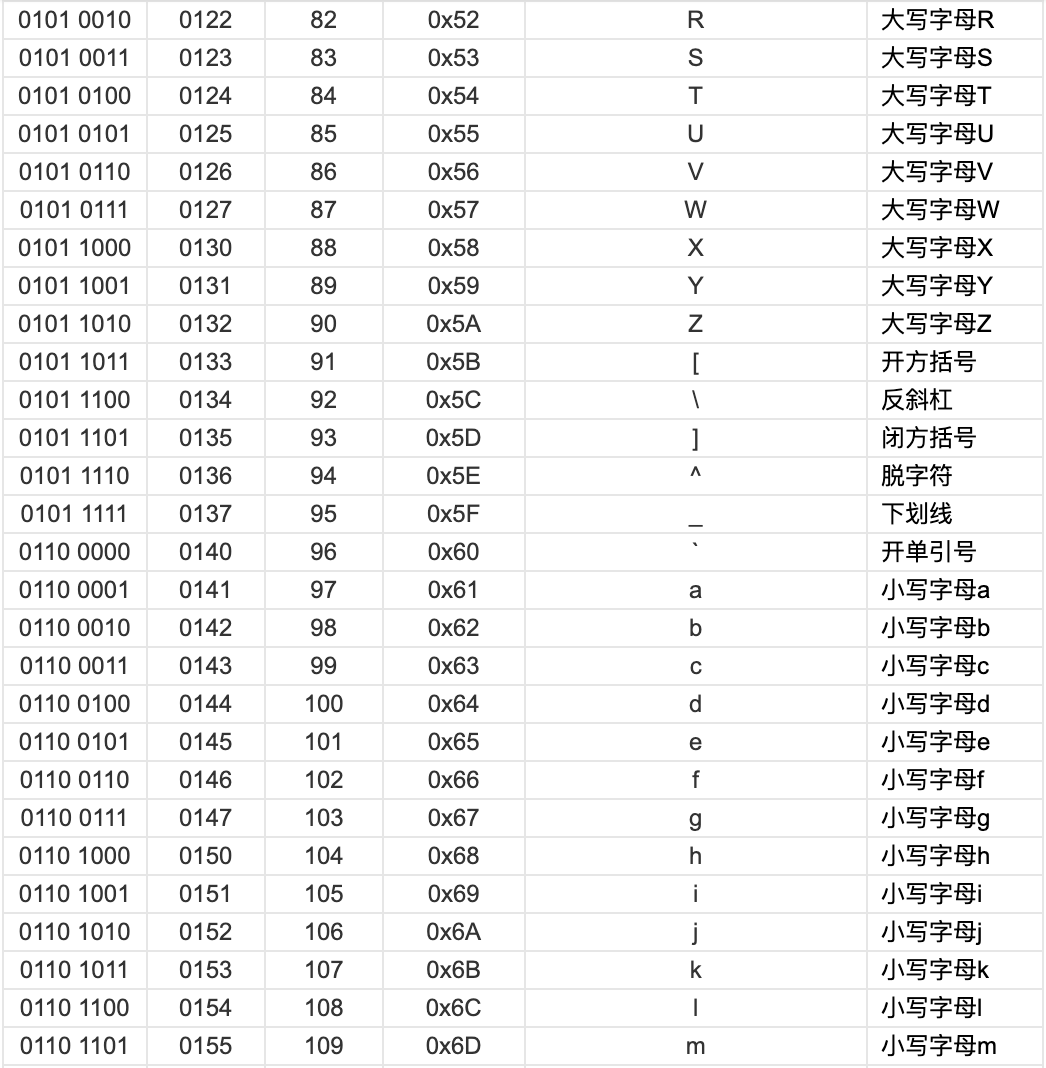 0101 0010 0122 82 0x52 R 大写字母R
0101 0011 0123 83 0x53 S 大写字母S
0101 0100 0124 84 0x54 T 大写字母T
0101 0101 0125 85 0x55 U 大写字母U
0101 0110 0126 86 0x56 V 大写字母V
0101 0111 0127 87 0x57 W 大写字母W
0101 1000 0130 88 0x58 X 大写字母X
0101 1001 0131 89 0x59 Y 大写字母Y
0101 1010 0132 90 0x5A Z 大写字母Z
0101 1011 0133 91 0x5B [ 开方括号
0101 1100 0134 92 0x5C \ 反斜杠
0101 1101 0135 93 0x5D ] 闭方括号
0101 1110 0136 94 0x5E ^ 脱字符
0101 1111 0137 95 0x5F _ 下划线
0110 0000 0140 96 0x60 ` 开单引号
0110 0001 0141 97 0x61 a 小写字母a
0110 0010 0142 98 0x62 b 小写字母b
0110 0011 0143 99 0x63 c 小写字母c
0110 0100 0144 100 0x64 d 小写字母d
0110 0101 0145 101 0x65 e 小写字母e
0110 0110 0146 102 0x66 f 小写字母f
0110 0111 0147 103 0x67 g 小写字母g
0110 1000 0150 104 0x68 h 小写字母h
0110 1001 0151 105 0x69 i 小写字母i
0110 1010 0152 106 0x6A j 小写字母j
0110 1011 0153 107 0x6B k 小写字母k
0110 1100 0154 108 0x6C l 小写字母l
0110 1101 0155 109 0x6D m 小写字母m